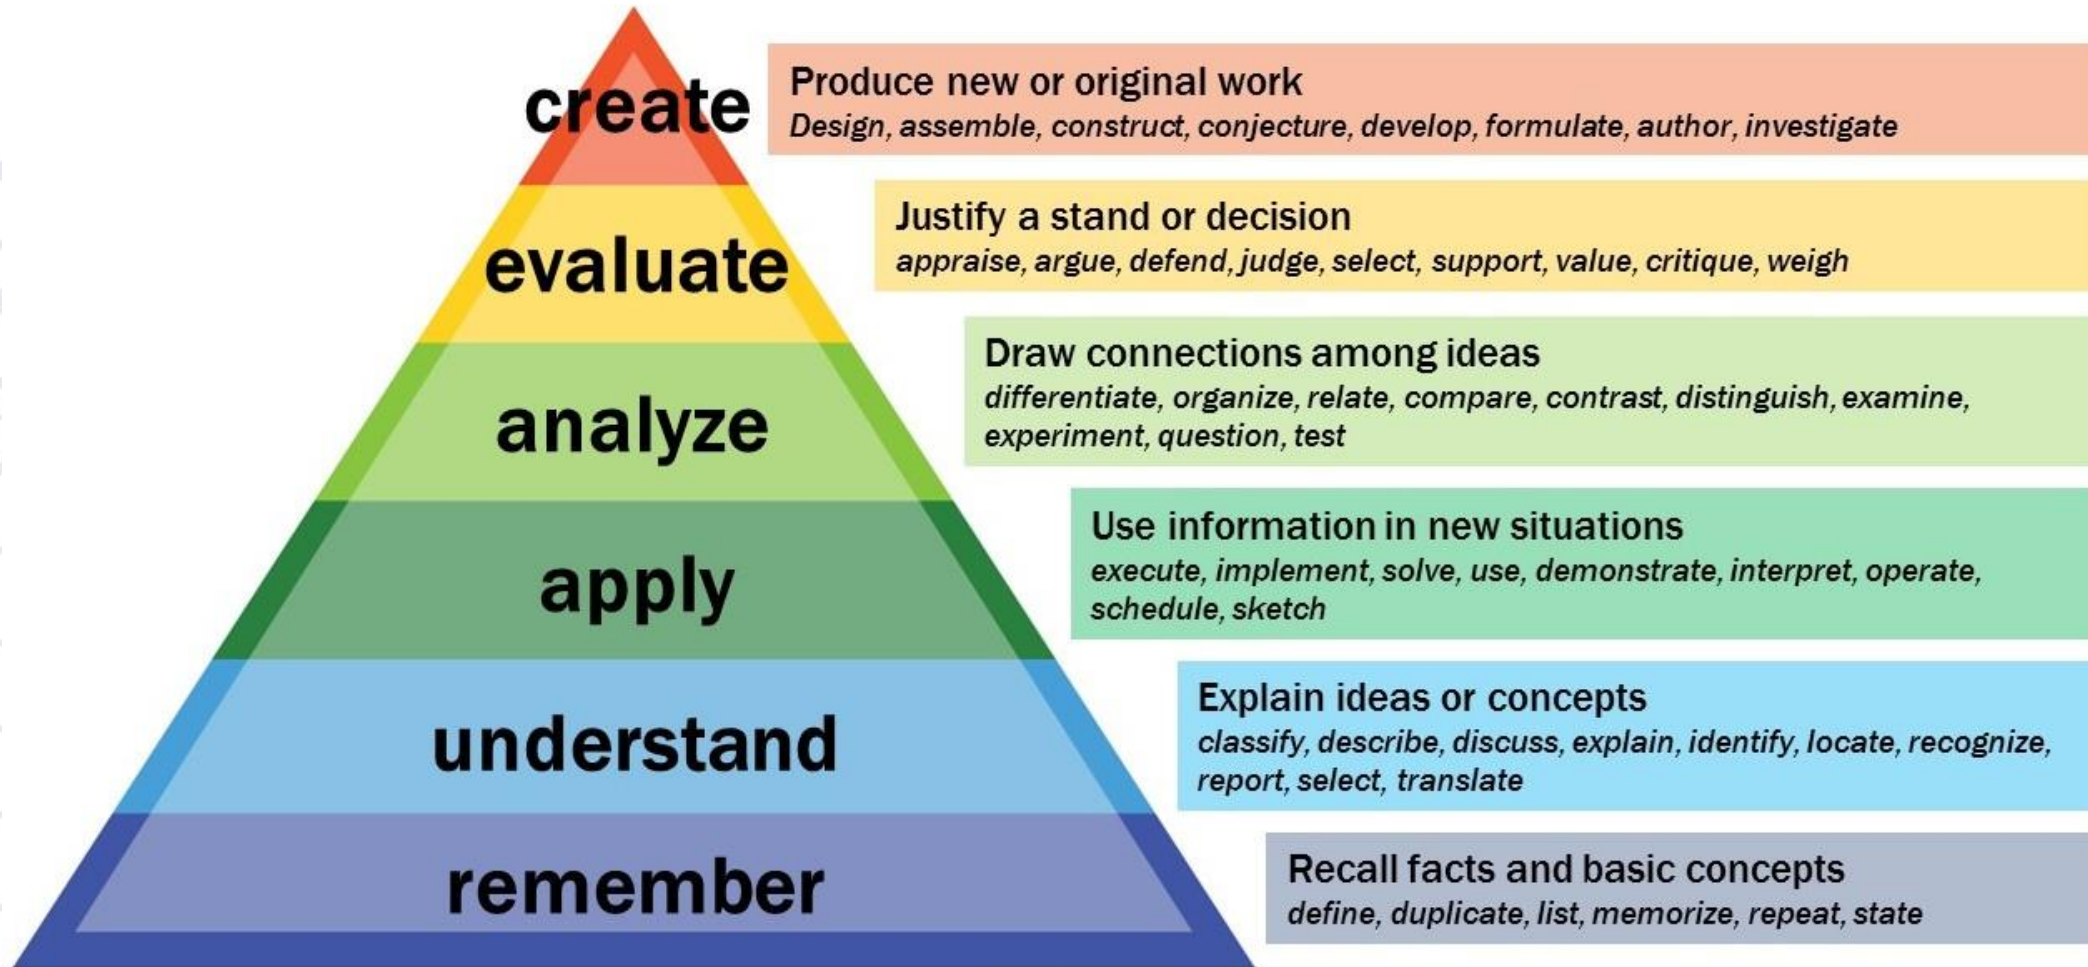 create
Produce new or original work
Design, assemble, construct, conjecture, develop, formulate, author, investigate
evaluate
Justify a stand or decision
appraise, argue, defend, judge, select, support, value, critique, weigh
analyze
Draw connections among ideas
differentiate, organize, relate, compare, contrast, distinguish, examine,
experiment, question, test
apply
Use information in new situations
execute, implement, solve, use, demonstrate, interpret, operate,
schedule, sketch
understand
Explain ideas or concepts
classify, describe, discuss, explain, identify, locate, recognize,
report, select, translate
remember
Recall facts and basic concepts
define, duplicate, list, memorize, repeat, state